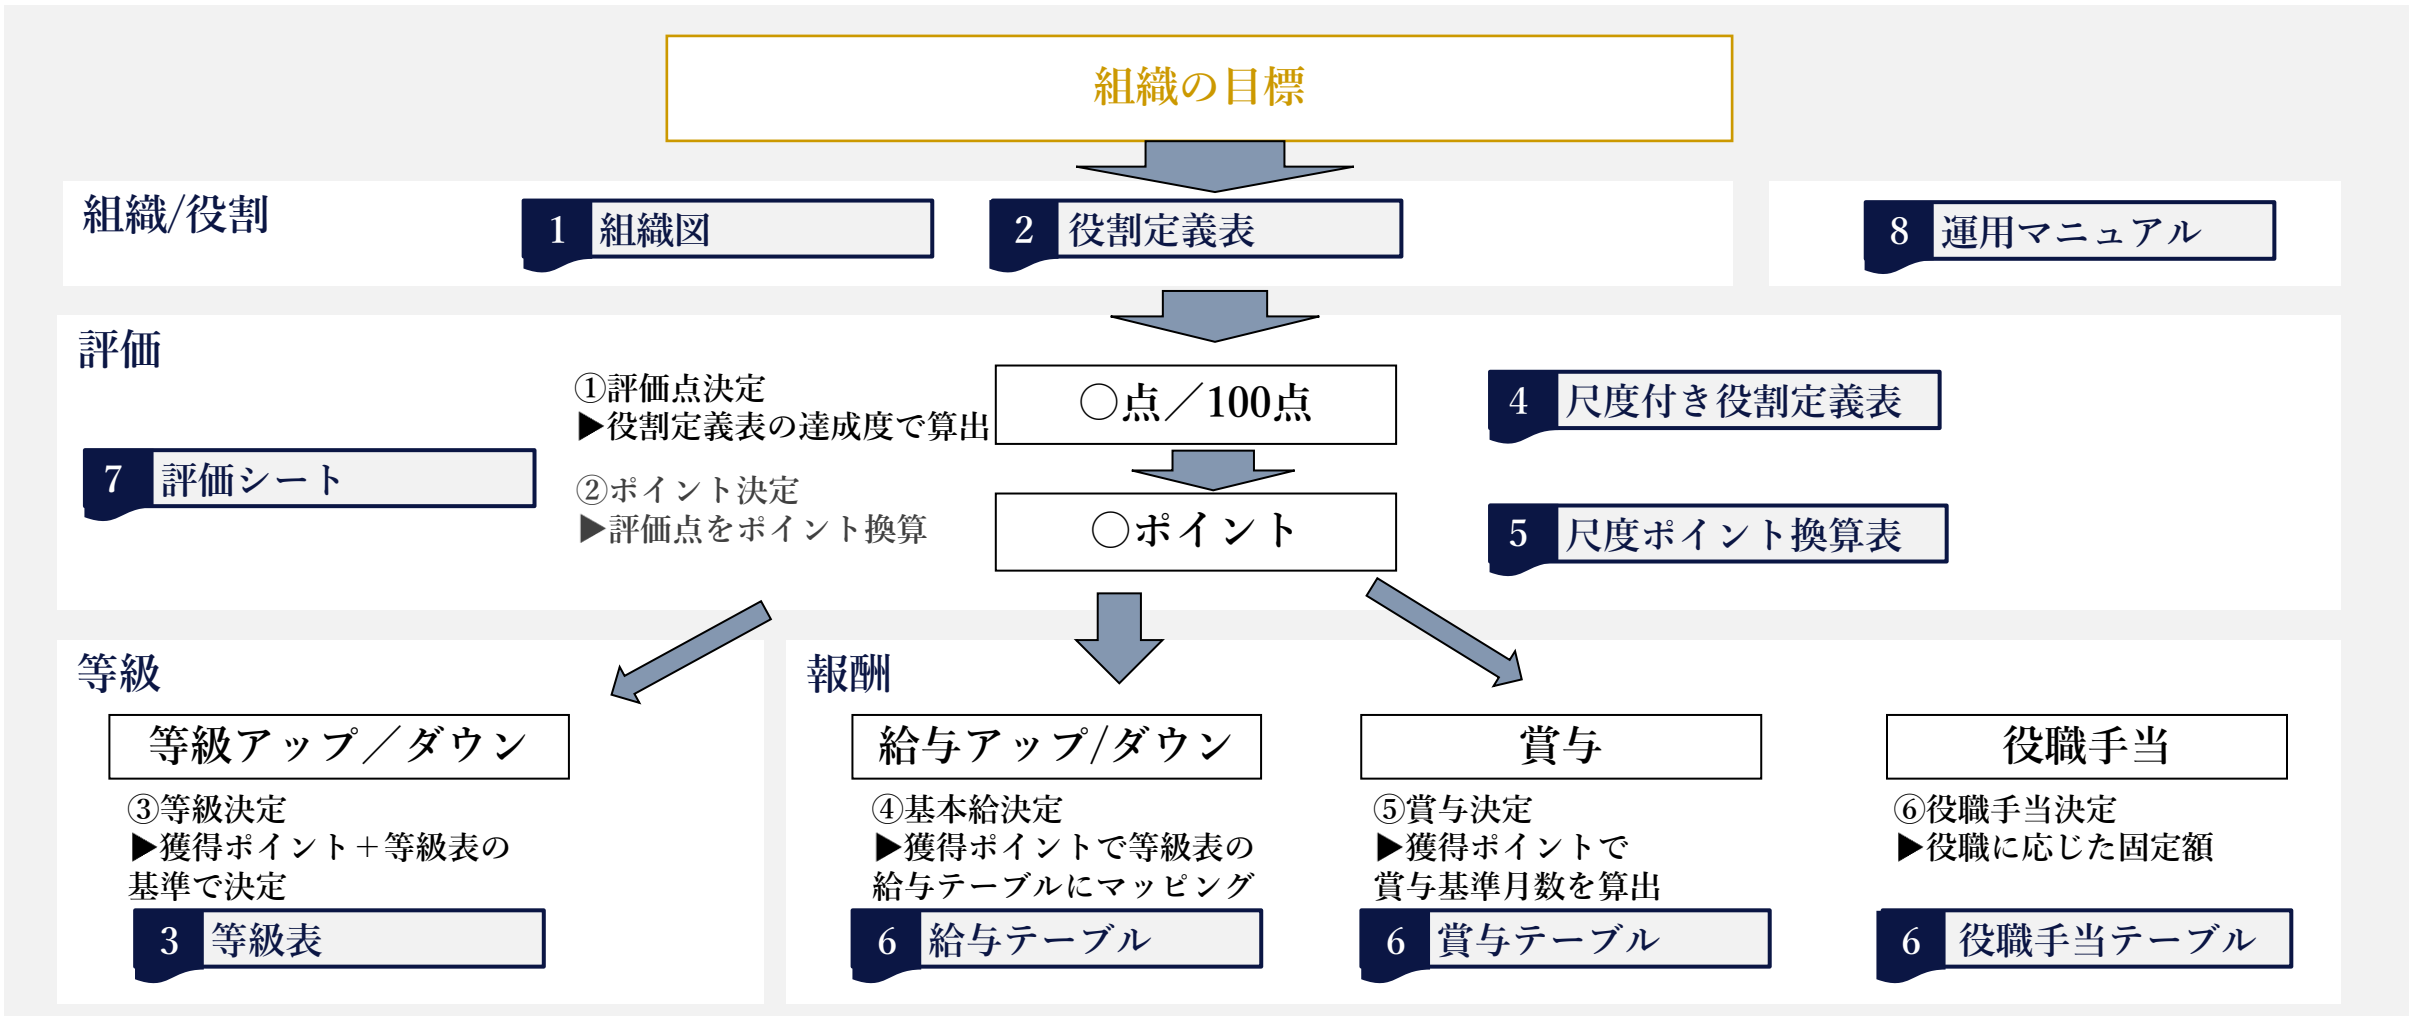 組織の目標
組織/役割
1 組織図
2 役割定義表
8 運用マニュアル
評価
①評価点決定
▶役割定義表の達成度で算出
〇点／100点
4 尺度付き役割定義表
7 評価シート
②ポイント決定
▶評価点をポイント換算
〇ポイント
5 尺度ポイント換算表
等級
等級アップ／ダウン
③等級決定
▶獲得ポイント＋等級表の
基準で決定
3 等級表
報酬
給与アップ/ダウン
④基本給決定
▶獲得ポイントで等級表の
給与テーブルにマッピング
6 給与テーブル
賞与
⑤賞与決定
▶獲得ポイントで
賞与基準月数を算出
6 賞与テーブル
役職手当
⑥役職手当決定
▶役職に応じた固定額
6 役職手当テーブル